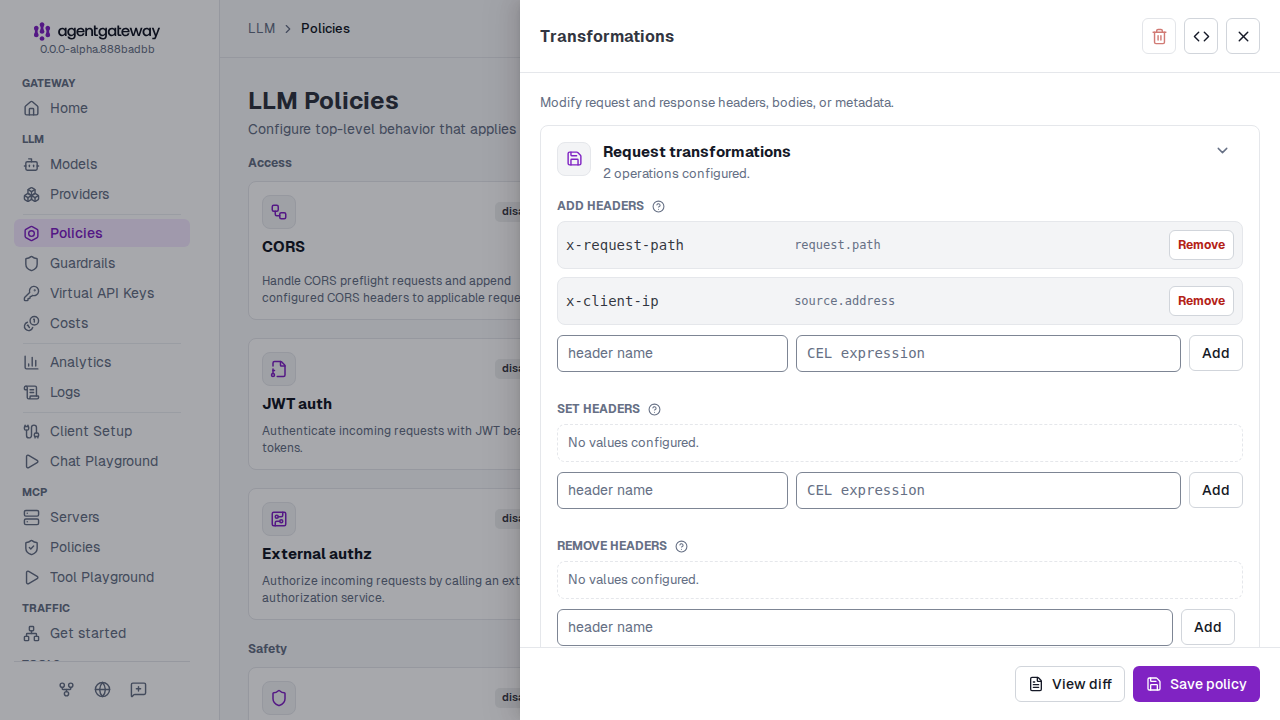 agentgateway
0.0.0-alpha.888badbb
GATEWAY
Home
LLM
Models
Providers
Policies
Guardrails
Virtual API Keys
Costs
Analytics
Logs
Client Setup
Chat Playground
MCP
Servers
Policies
Tool Playground
TRAFFIC
Get started
LLM > Policies
LLM Policies
Configure top-level behavior that applies
Access
CORS
Handle CORS preflight requests and append
configured CORS headers to applicable
JWT auth
Authenticate incoming requests with JWT
tokens.
External authz
Authorize incoming requests by calling an
authorization service.
Safety
Transformations
Modify request and response headers, bodies, or metadata.
Request transformations
2 operations configured.
ADD HEADERS
x-request-path request.path Remove
x-client-ip source.address Remove
header name CEL expression Add
SET HEADERS
No values configured.
header name CEL expression Add
REMOVE HEADERS
No values configured.
header name Add
View diff Save policy